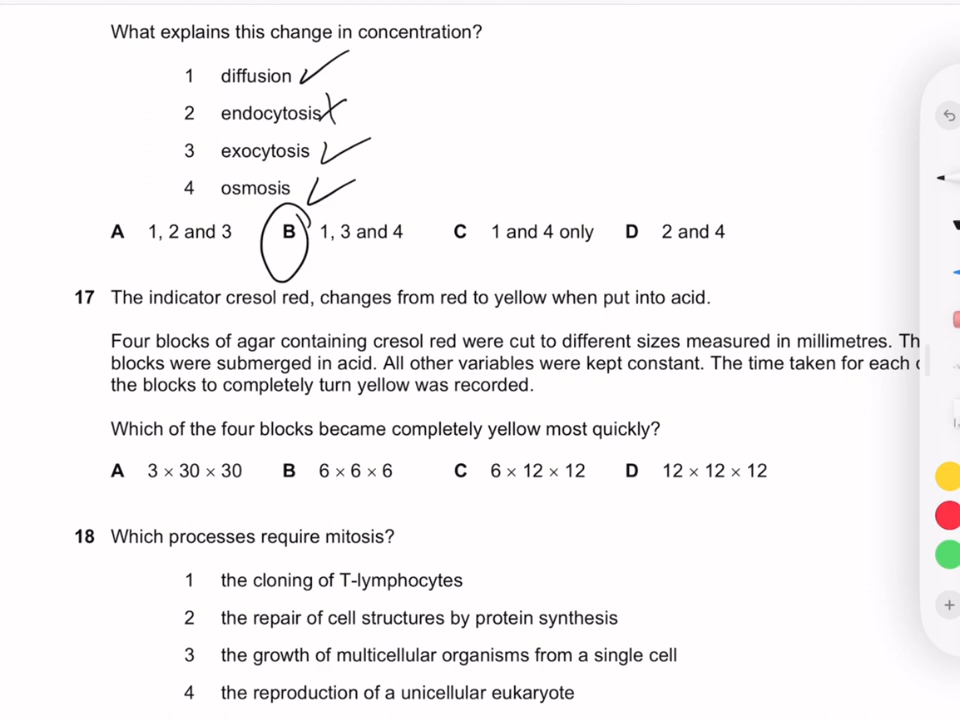 What explains this change in concentration?
1 diffusion
2 endocytosis
3 exocytosis
4 osmosis
A 1, 2 and 3 B 1, 3 and 4 C 1 and 4 only D 2 and 4
17 The indicator cresol red, changes from red to yellow when put into acid.
Four blocks of agar containing cresol red were cut to different sizes measured in millimetres.
blocks were submerged in acid. All other variables were kept constant. The time taken for each
the blocks to completely turn yellow was recorded.
Which of the four blocks became completely yellow most quickly?
A 3 × 30 × 30 B 6 × 6 × 6 C 6 × 12 × 12 D 12 × 12 × 12
18 Which processes require mitosis?
1 the cloning of T-lymphocytes
2 the repair of cell structures by protein synthesis
3 the growth of multicellular organisms from a single cell
4 the reproduction of a unicellular eukaryote